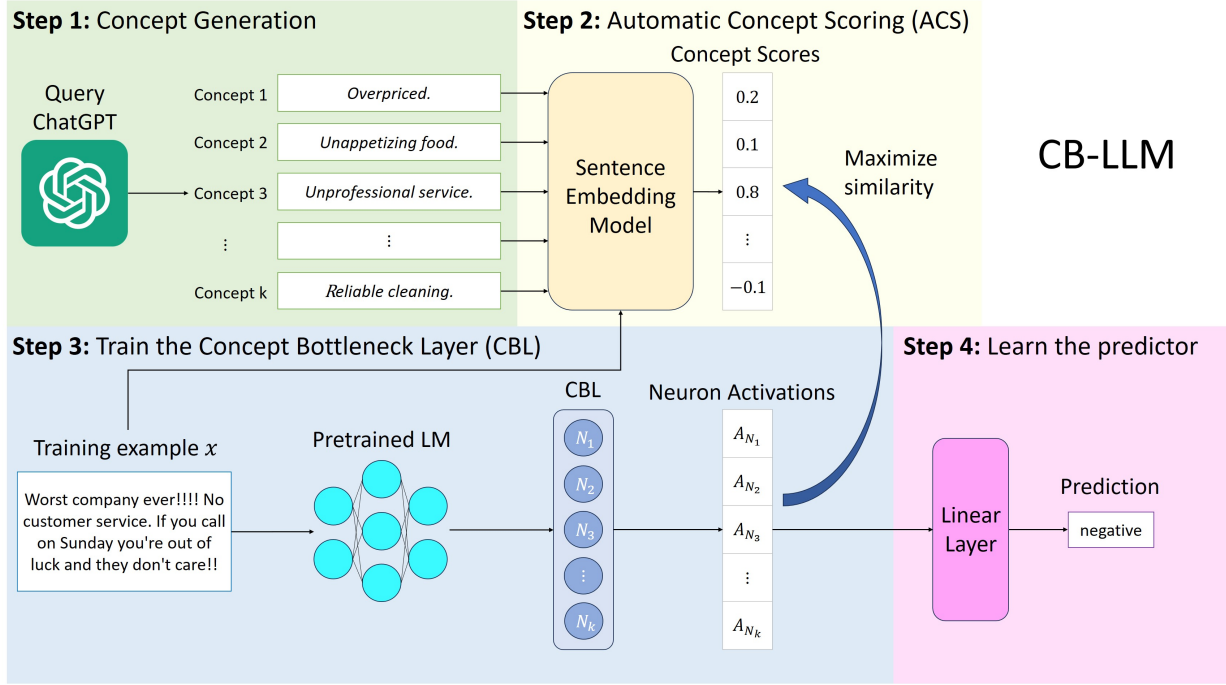 Step 1: Concept Generation
Query
ChatGPT
Concept 1
Overpriced.
Concept 2
Unappetizing food.
Concept 3
Unprofessional service.
⋮
⋮
Concept k
Reliable cleaning.
Step 2: Automatic Concept Scoring (ACS)
Sentence
Embedding
Model
Concept Scores
0.2
0.1
0.8
⋮
−0.1
Maximize
similarity
CB-LLM
Step 3: Train the Concept Bottleneck Layer (CBL)
Training example x
Worst company ever!!!! No
customer service. If you call
on Sunday you're out of
luck and they don't care!!
Pretrained LM
CBL
N₁
N₂
N₃
⋮
Nₖ
Neuron Activations
A_N₁
A_N₂
A_N₃
⋮
A_Nₖ
Step 4: Learn the predictor
Linear
Layer
Prediction
negative